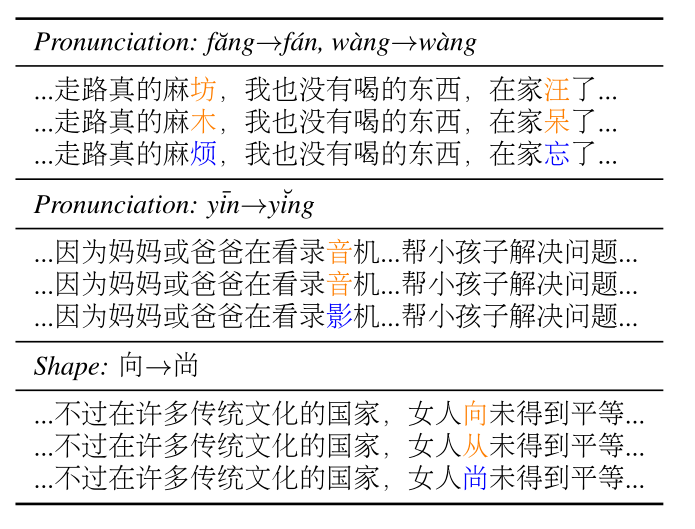 Pronunciation: făng→fán, wàng→wàng
...走路真的麻坊，我也没有喝的东西，在家汪了...
...走路真的麻木，我也没有喝的东西，在家呆了...
...走路真的麻烦，我也没有喝的东西，在家忘了...
Pronunciation: yīn→yĭng
...因为妈妈或爸爸在看录音机...帮小孩子解决问题...
...因为妈妈或爸爸在看录音机...帮小孩子解决问题...
...因为妈妈或爸爸在看录影机...帮小孩子解决问题...
Shape: 向→尚
...不过在许多传统文化的国家，女人向未得到平等...
...不过在许多传统文化的国家，女人从未得到平等...
...不过在许多传统文化的国家，女人尚未得到平等...